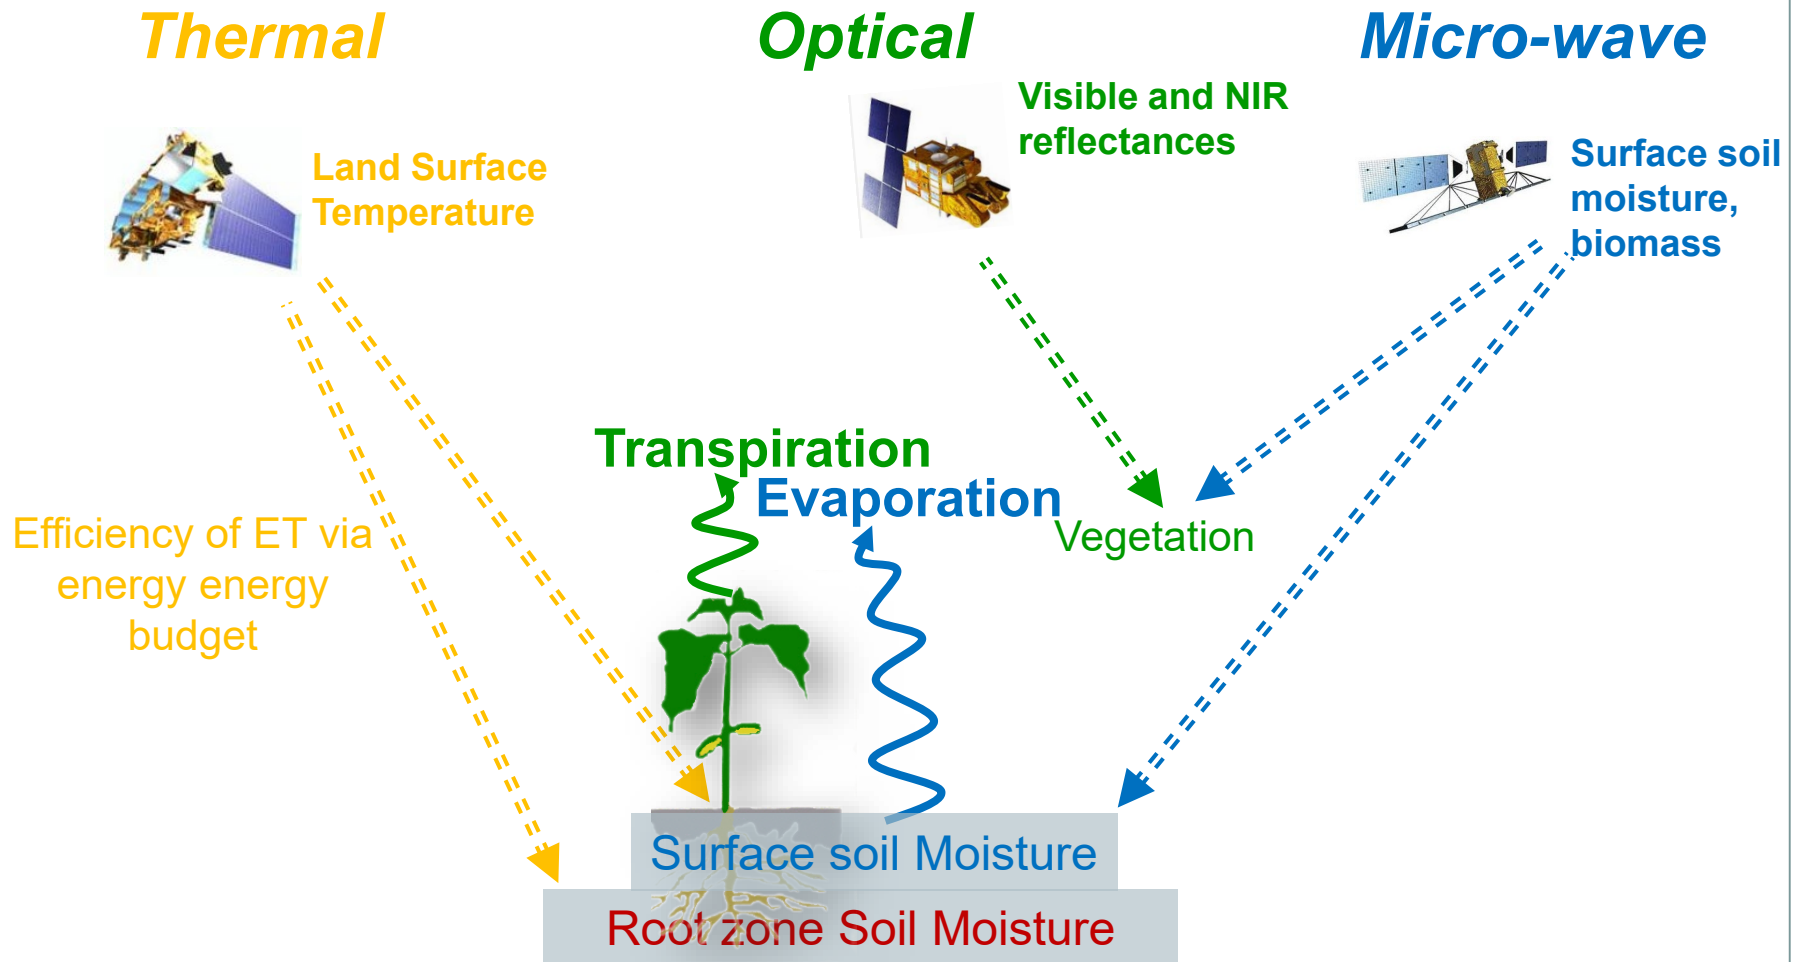 Thermal
Optical
Micro-wave
Land Surface
Temperature
Visible and NIR
reflectances
Surface soil
moisture,
biomass
Transpiration
Evaporation
Vegetation
Efficiency of ET via
energy energy
budget
Surface soil Moisture
Root zone Soil Moisture